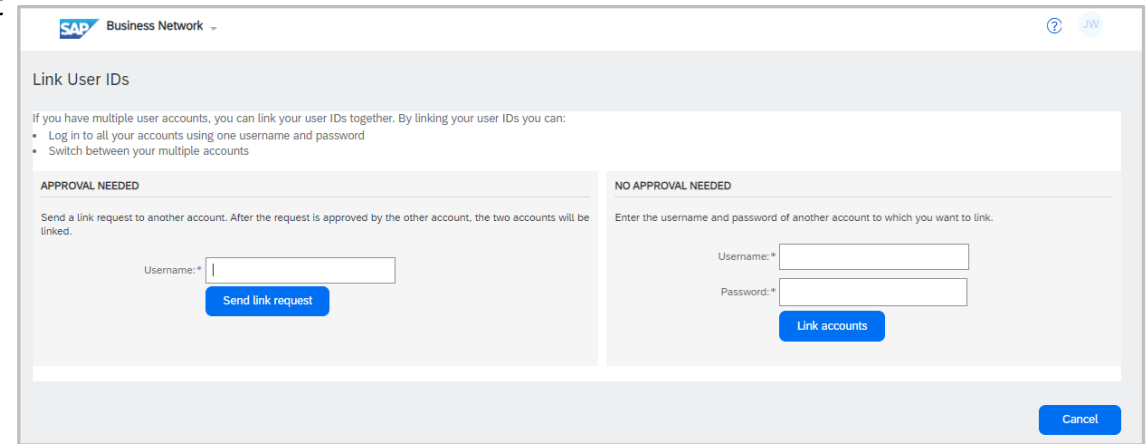 SAP Business Network
? JW
Link User IDs
If you have multiple user accounts, you can link your user IDs together. By linking your user IDs you can:
• Log in to all your accounts using one username and password
• Switch between your multiple accounts
APPROVAL NEEDED
Send a link request to another account. After the request is approved by the other account, the two accounts will be
linked.
Username:*
Send link request
NO APPROVAL NEEDED
Enter the username and password of another account to which you want to link.
Username:*
Password:*
Link accounts
Cancel